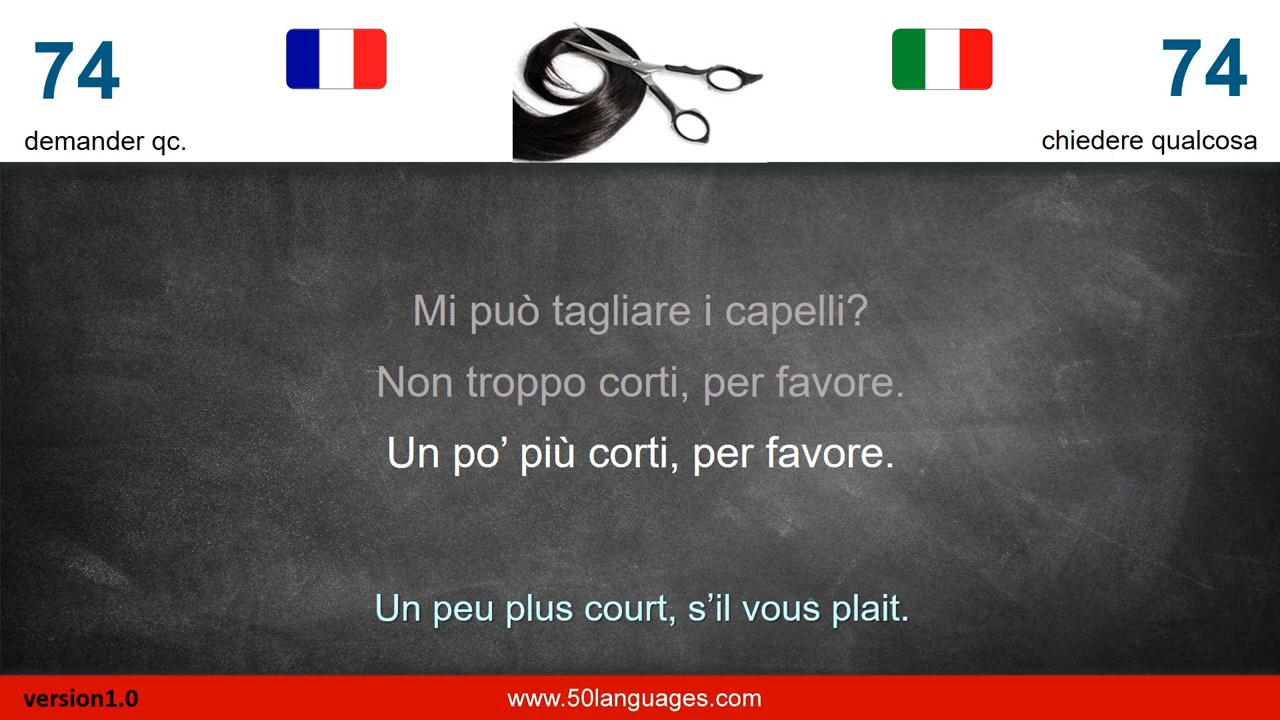 74
74
demander qc.
chiedere qualcosa
Mi può tagliare i capelli?
Non troppo corti, per favore.
Un po’ più corti, per favore.
Un peu plus court, s’il vous plait.
version1.0
www.50languages.com